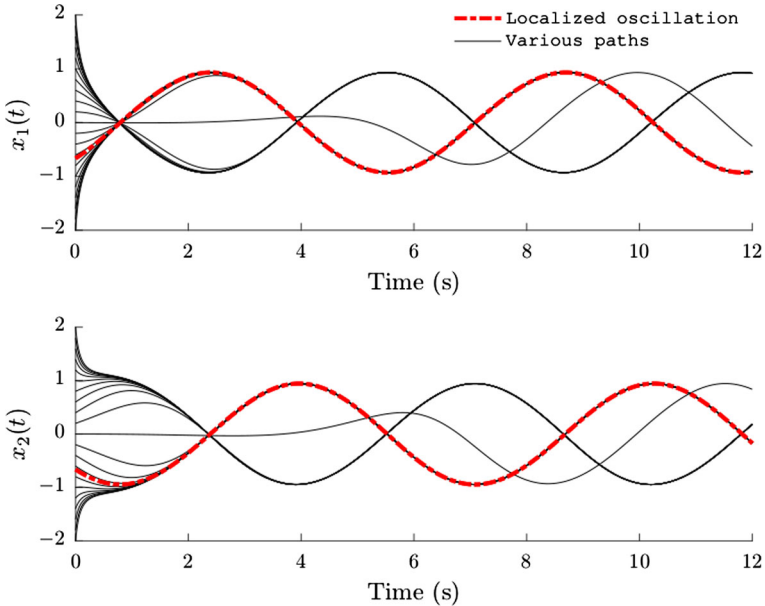 2
Localized oscillation
Various paths
1
x₁(t)
0
−1
−2
0 2 4 6 8 10 12
Time (s)
2
1
x₂(t)
0
−1
−2
0 2 4 6 8 10 12
Time (s)